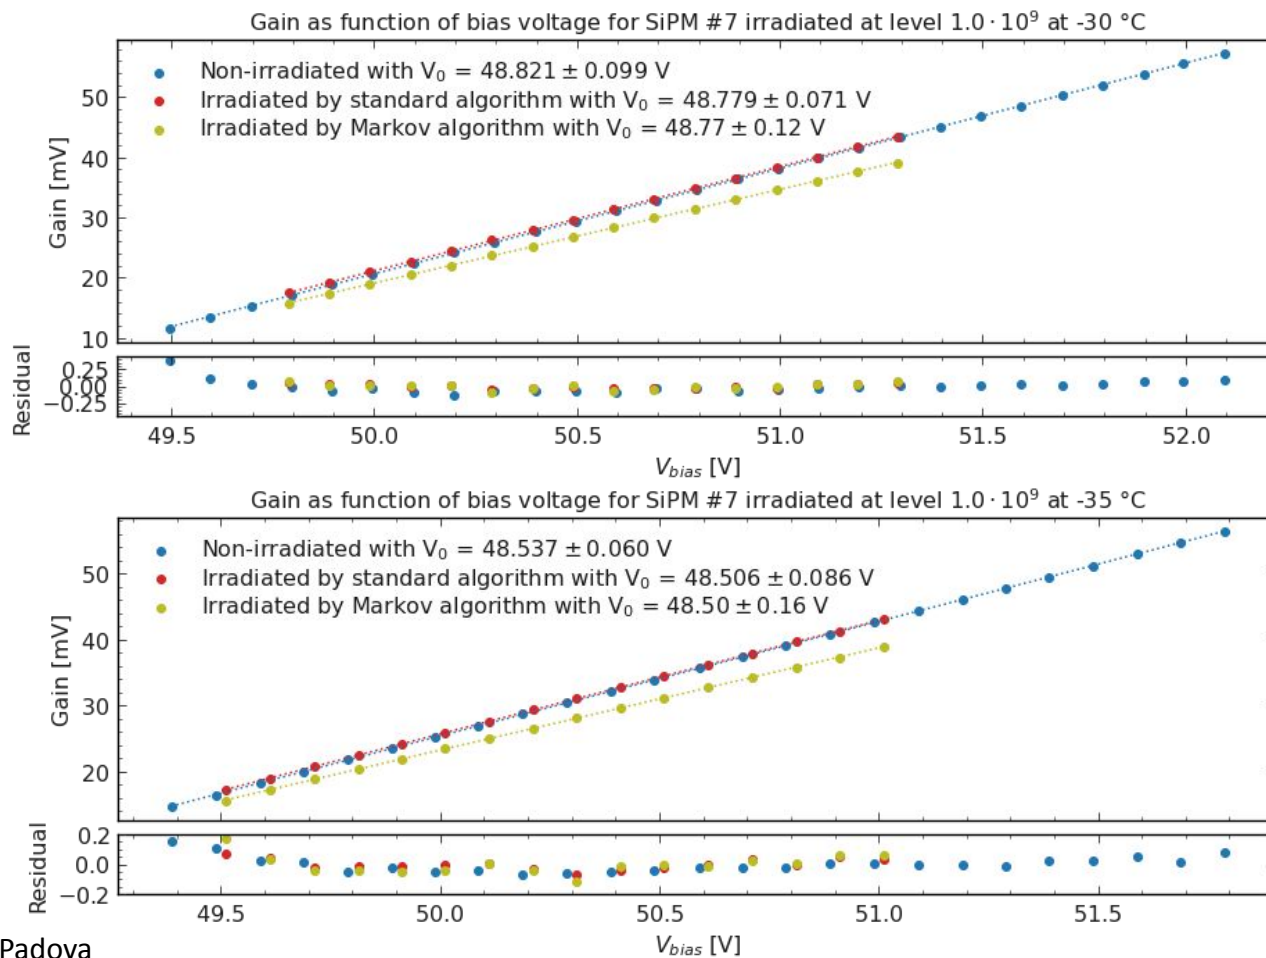 Gain as function of bias voltage for SiPM #7 irradiated at level 1.0 · 10⁹ at -30 °C
Non-irradiated with V₀ = 48.821 ± 0.099 V
Irradiated by standard algorithm with V₀ = 48.779 ± 0.071 V
Irradiated by Markov algorithm with V₀ = 48.77 ± 0.12 V
Gain [mV]
50
40
30
20
10
Residual
0.25
0.00
−0.25
49.5 50.0 50.5 51.0 51.5 52.0
V_bias [V]
Gain as function of bias voltage for SiPM #7 irradiated at level 1.0 · 10⁹ at -35 °C
Non-irradiated with V₀ = 48.537 ± 0.060 V
Irradiated by standard algorithm with V₀ = 48.506 ± 0.086 V
Irradiated by Markov algorithm with V₀ = 48.50 ± 0.16 V
Gain [mV]
50
40
30
20
Residual
0.2
0.0
−0.2
49.5 50.0 50.5 51.0 51.5
V_bias [V]
Padova